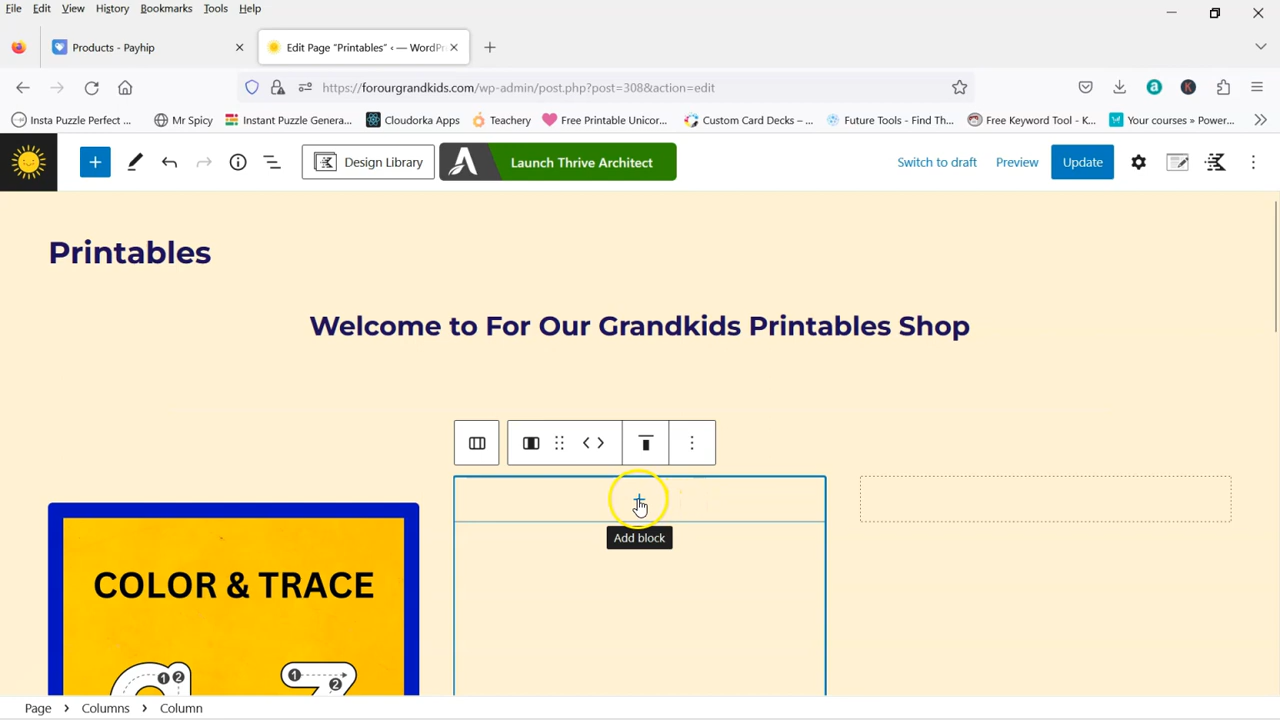 File Edit View History Bookmarks Tools Help
Products - Payhip
Edit Page "Printables" ‹ — WordPr
https://forourgrandkids.com/wp-admin/post.php?post=308&action=edit
Insta Puzzle Perfect ... Mr Spicy Instant Puzzle Genera... Cloudorka Apps Teachery Free Printable Unicor... Custom Card Decks – ... Future Tools - Find Th... Free Keyword Tool - K... Your courses » Power...
Design Library
Launch Thrive Architect
Switch to draft Preview Update
Printables
Welcome to For Our Grandkids Printables Shop
Add block
COLOR & TRACE
1 2
1
2
Page > Columns > Column